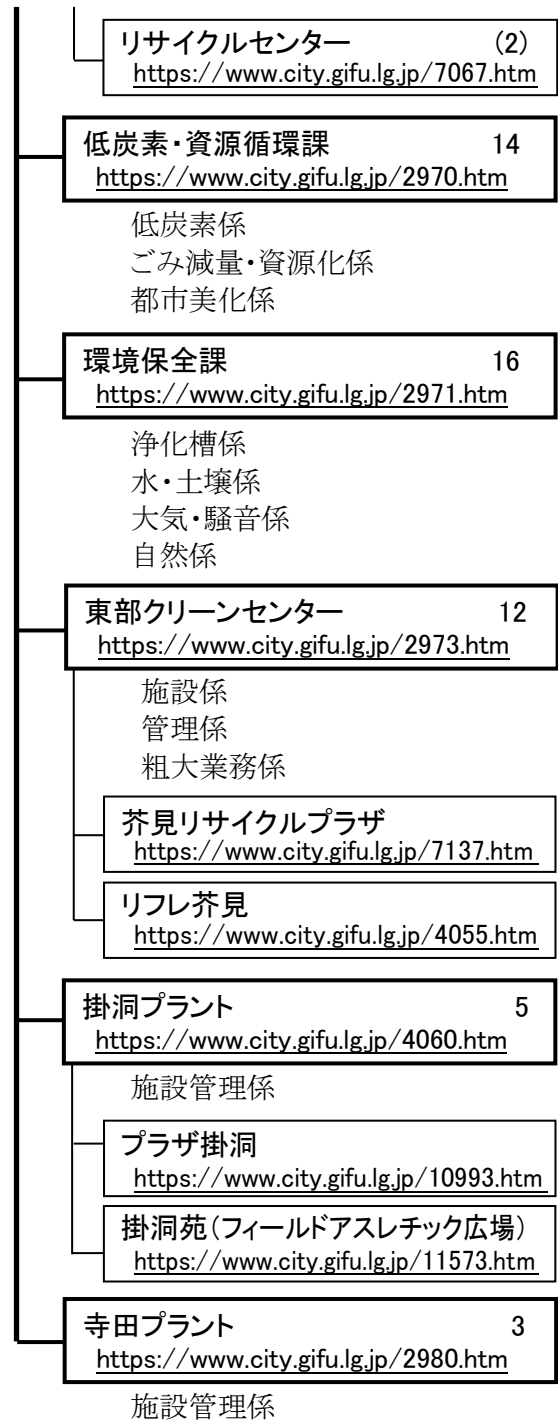 リサイクルセンター (2)
https://www.city.gifu.lg.jp/7067.htm
低炭素・資源循環課 14
https://www.city.gifu.lg.jp/2970.htm
低炭素係
ごみ減量・資源化係
都市美化係
環境保全課 16
https://www.city.gifu.lg.jp/2971.htm
浄化槽係
水・土壌係
大気・騒音係
自然係
東部クリーンセンター 12
https://www.city.gifu.lg.jp/2973.htm
施設係
管理係
粗大業務係
芥見リサイクルプラザ
https://www.city.gifu.lg.jp/7137.htm
リフレ芥見
https://www.city.gifu.lg.jp/4055.htm
掛洞プラント 5
https://www.city.gifu.lg.jp/4060.htm
施設管理係
プラザ掛洞
https://www.city.gifu.lg.jp/10993.htm
掛洞苑(フィールドアスレチック広場)
https://www.city.gifu.lg.jp/11573.htm
寺田プラント 3
https://www.city.gifu.lg.jp/2980.htm
施設管理係